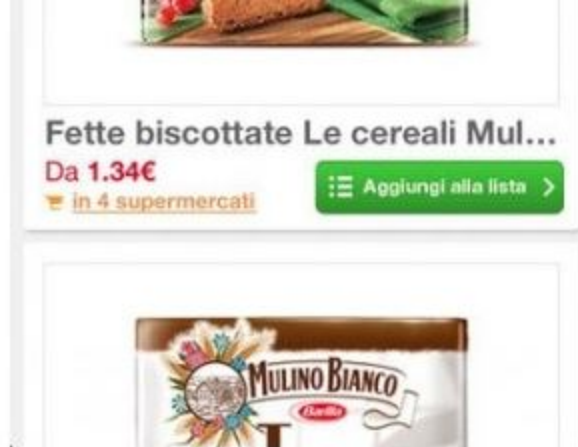 Fette biscottate Le cereali Mul...
Da 1.34€
in 4 supermercati
Aggiungi alla lista
MULINO BIANCO
Barilla